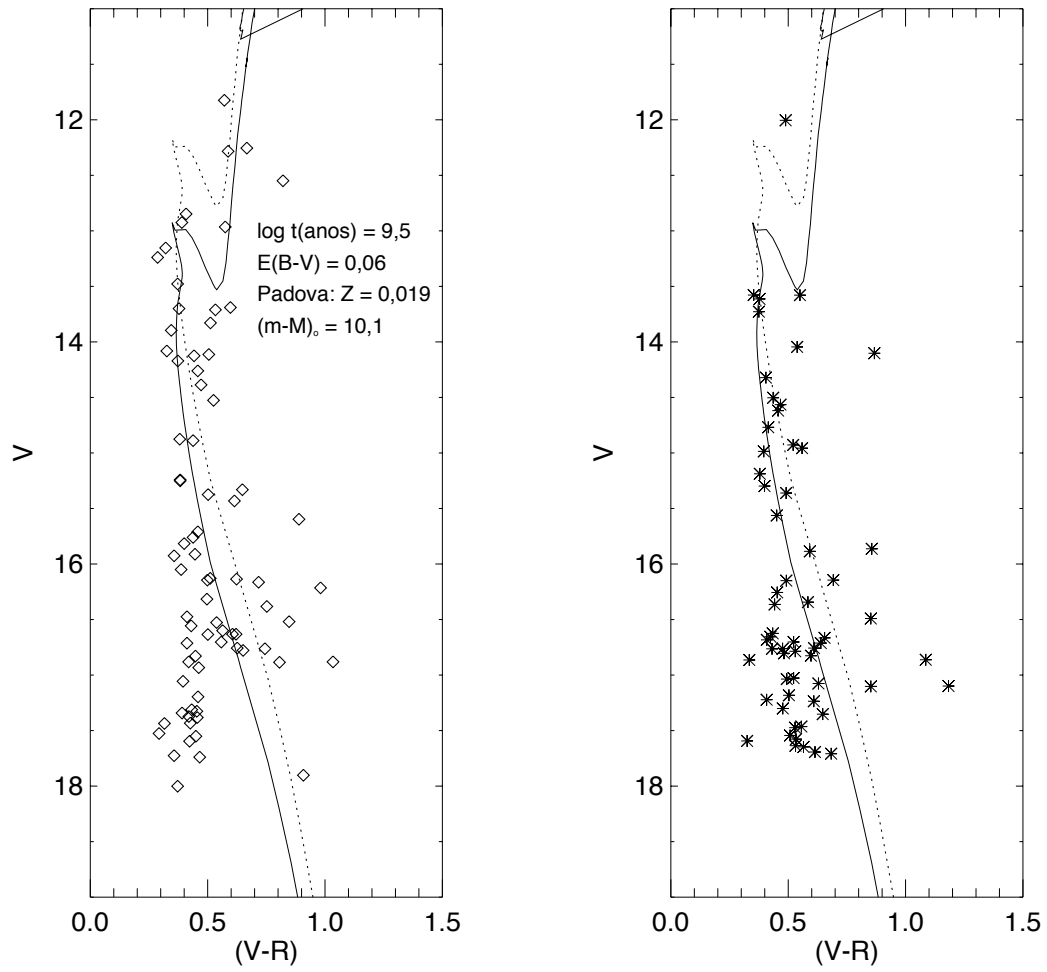 12
14
16
18
V
0.0 0.5 1.0 1.5
(V-R)
log t(anos) = 9,5
E(B-V) = 0,06
Padova: Z = 0,019
(m-M)₀ = 10,1
12
14
16
18
V
0.0 0.5 1.0 1.5
(V-R)